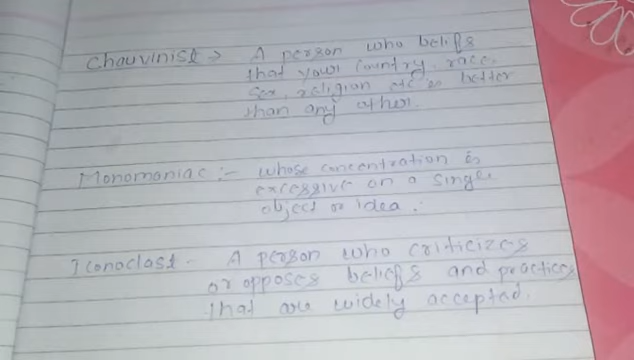 Chauvinist → A person who beliefs
that your country, race,
sex, religion etc is better
than any other.
Monomaniac :- whose concentration is
excessive on a single
object or idea.
Iconoclast - A person who criticizes
or opposes beliefs and practices
that are widely accepted.